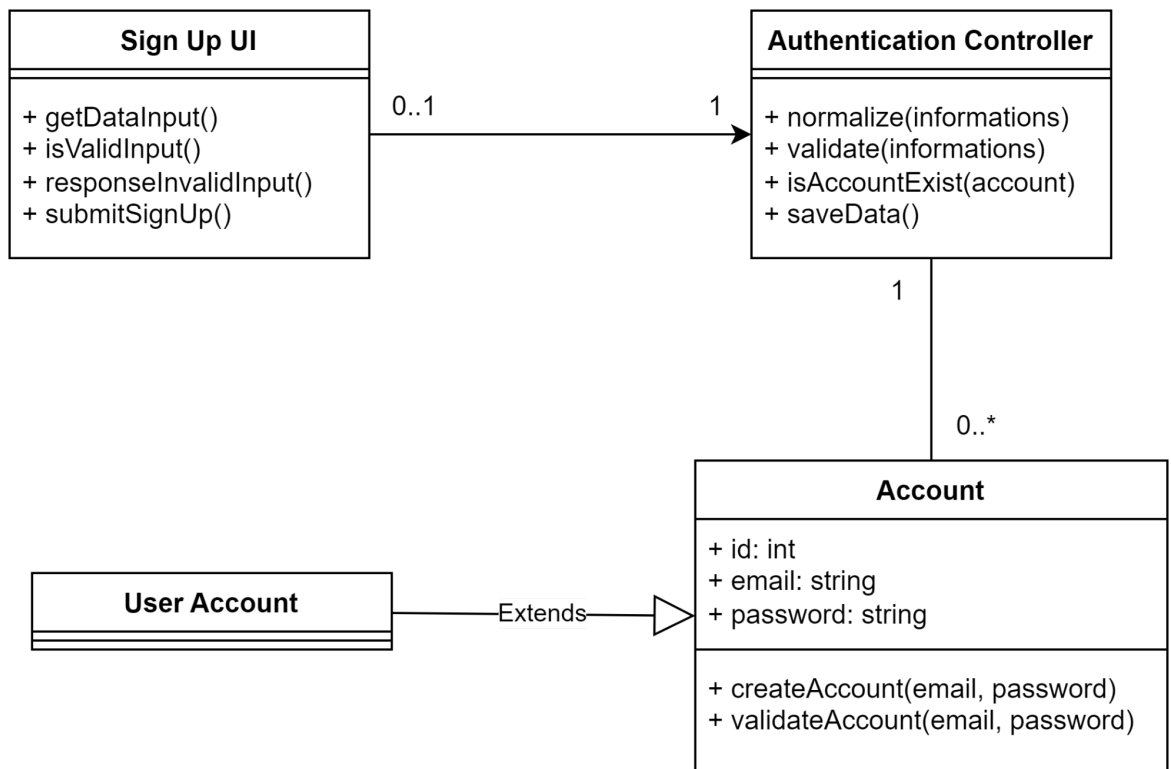 Sign Up UI
+ getDataInput()
+ isValidInput()
+ responseInvalidInput()
+ submitSignUp()
0..1
1
Authentication Controller
+ normalize(informations)
+ validate(informations)
+ isAccountExist(account)
+ saveData()
1
0..*
Account
+ id: int
+ email: string
+ password: string
+ createAccount(email, password)
+ validateAccount(email, password)
User Account
Extends